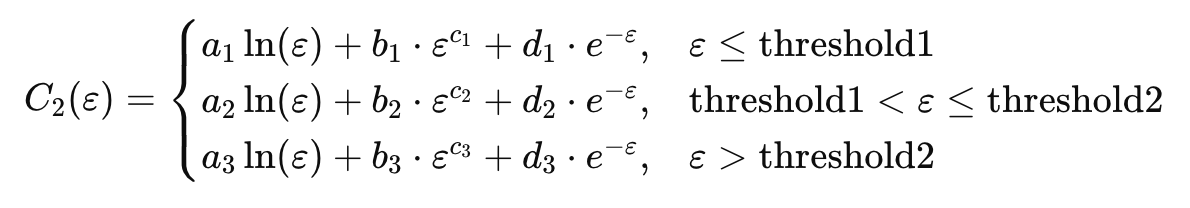 C₂(ε) = { a₁ ln(ε) + b₁ · ε^c₁ + d₁ · e^−ε, ε ≤ threshold1
a₂ ln(ε) + b₂ · ε^c₂ + d₂ · e^−ε, threshold1 < ε ≤ threshold2
a₃ ln(ε) + b₃ · ε^c₃ + d₃ · e^−ε, ε > threshold2